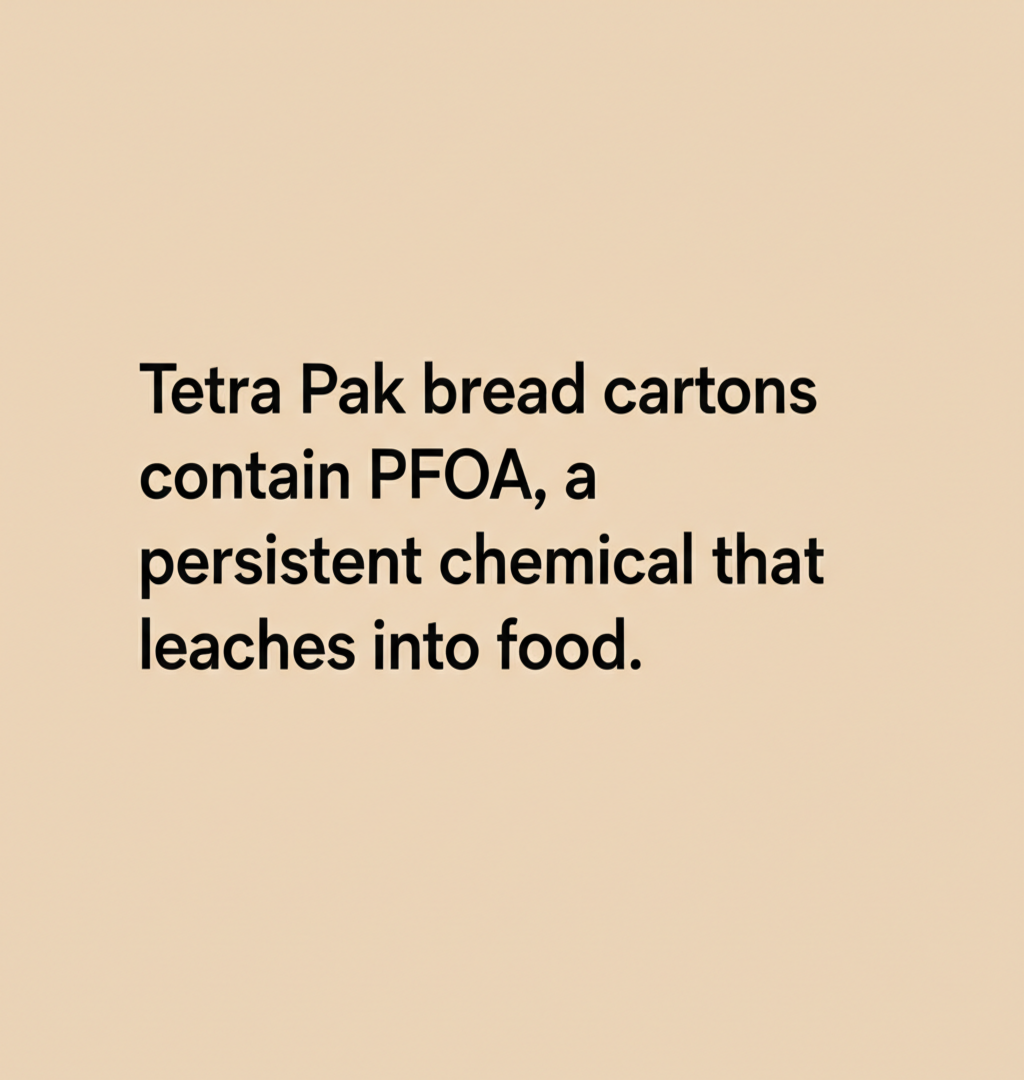 Tetra Pak bread cartons
contain PFOA, a
persistent chemical that
leaches into food.